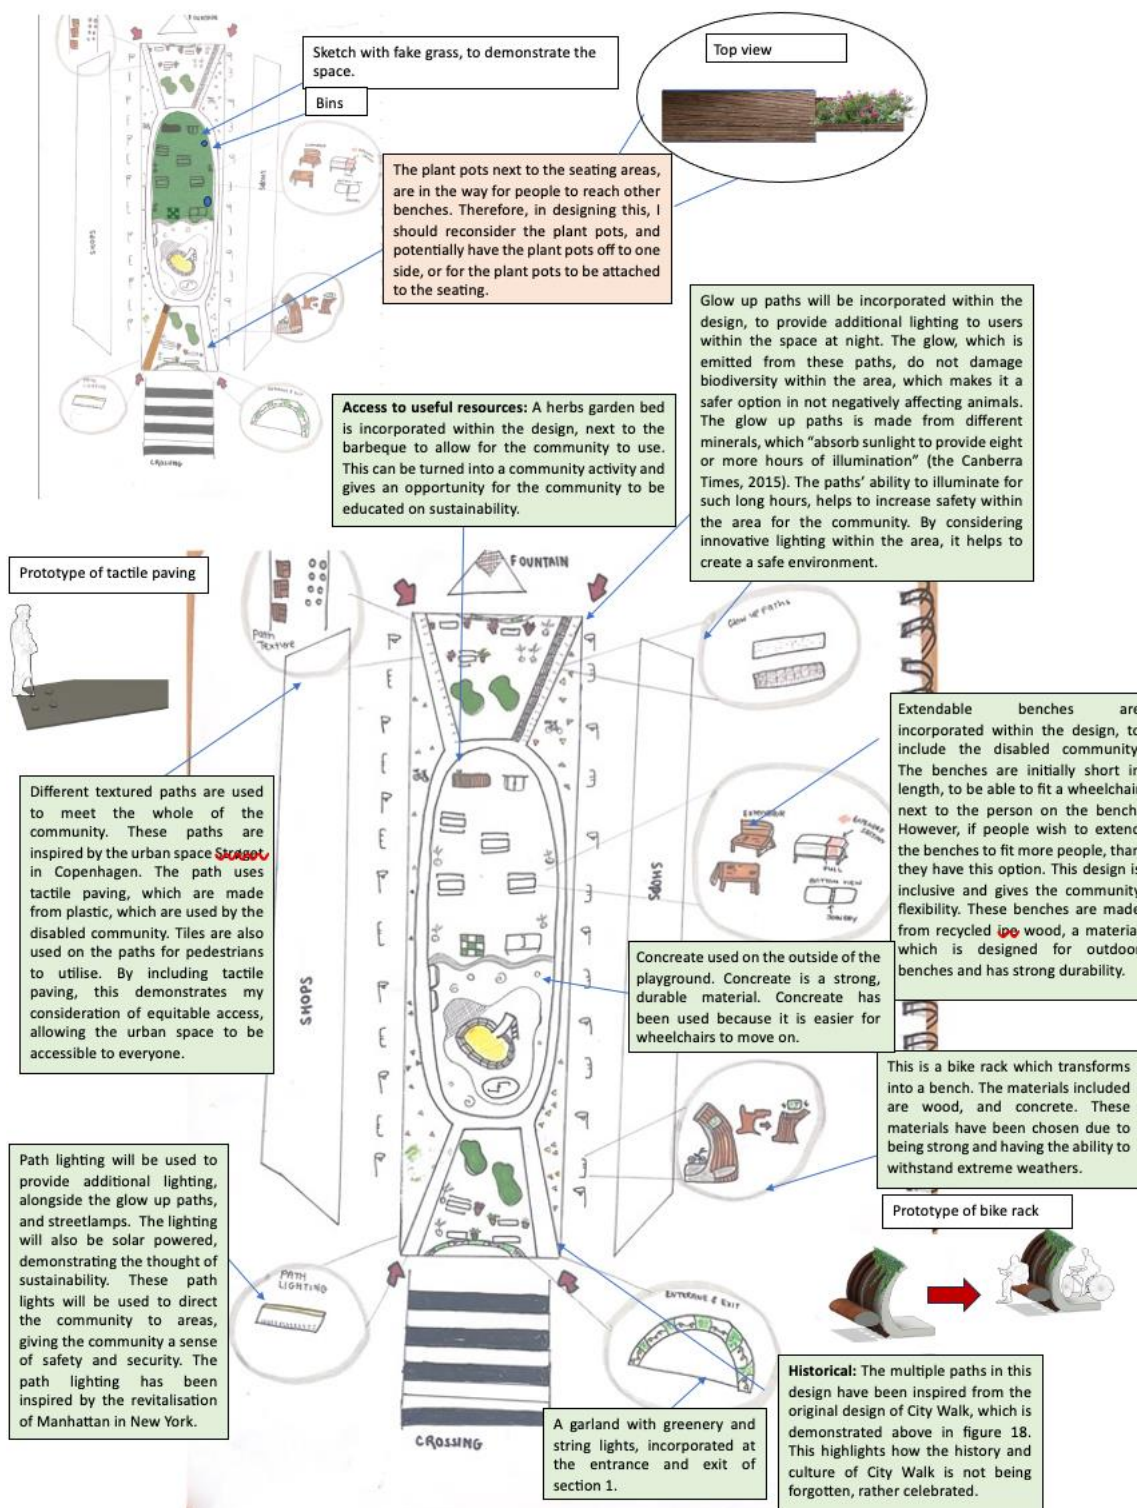 FOUNTAIN
Sketch with fake grass, to demonstrate the
space.
Bins
Top view
The plant pots next to the seating areas,
are in the way for people to reach other
benches. Therefore, in designing this, I
should reconsider the plant pots, and
potentially have the plant pots off to one
side, or for the plant pots to be attached
to the seating.
SHOPS
SHOPS
CROSSING
Glow up paths will be incorporated within the
design, to provide additional lighting to users
within the space at night. The glow, which is
emitted from these paths, do not damage
biodiversity within the area, which makes it a
safer option in not negatively affecting animals.
The glow up paths is made from different
minerals, which “absorb sunlight to provide eight
or more hours of illumination” (the Canberra
Times, 2015). The paths’ ability to illuminate for
such long hours, helps to increase safety within
the area for the community. By considering
innovative lighting within the area, it helps to
create a safe environment.
Access to useful resources: A herbs garden bed
is incorporated within the design, next to the
barbeque to allow for the community to use.
This can be turned into a community activity and
gives an opportunity for the community to be
educated on sustainability.
Prototype of tactile paving
Path
Texture
FOUNTAIN
Glow up paths
Different textured paths are used
to meet the whole of the
community. These paths are
inspired by the urban space Strøget
in Copenhagen. The path uses
tactile paving, which are made
from plastic, which are used by the
disabled community. Tiles are also
used on the paths for pedestrians
to utilise. By including tactile
paving, this demonstrates my
consideration of equitable access,
allowing the urban space to be
accessible to everyone.
Extendable benches are
incorporated within the design, to
include the disabled community
The benches are initially short in
length, to be able to fit a wheelchair
next to the person on the bench
However, if people wish to extend
the benches to fit more people, than
they have this option. This design is
inclusive and gives the community
flexibility. These benches are made
from recycled ipe wood, a material
which is designed for outdoor
benches and has strong durability.
EXTENDED
SEATING
PULL
BOTTOM VIEW
SHOPS
SHOPS
Concreate used on the outside of the
playground. Concreate is a strong,
durable material. Concreate has
been used because it is easier for
wheelchairs to move on.
This is a bike rack which transforms
into a bench. The materials included
are wood, and concrete. These
materials have been chosen due to
being strong and having the ability to
withstand extreme weathers.
Prototype of bike rack
Path lighting will be used to
provide additional lighting,
alongside the glow up paths,
and streetlamps. The lighting
will also be solar powered,
demonstrating the thought of
sustainability. These path
lights will be used to direct
the community to areas,
giving the community a sense
of safety and security. The
path lighting has been
inspired by the revitalisation
of Manhattan in New York.
PATH
LIGHTING
ENTERANE & EXIT
CROSSING
A garland with greenery and
string lights, incorporated at
the entrance and exit of
section 1.
Historical: The multiple paths in this
design have been inspired from the
original design of City Walk, which is
demonstrated above in figure 18.
This highlights how the history and
culture of City Walk is not being
forgotten, rather celebrated.